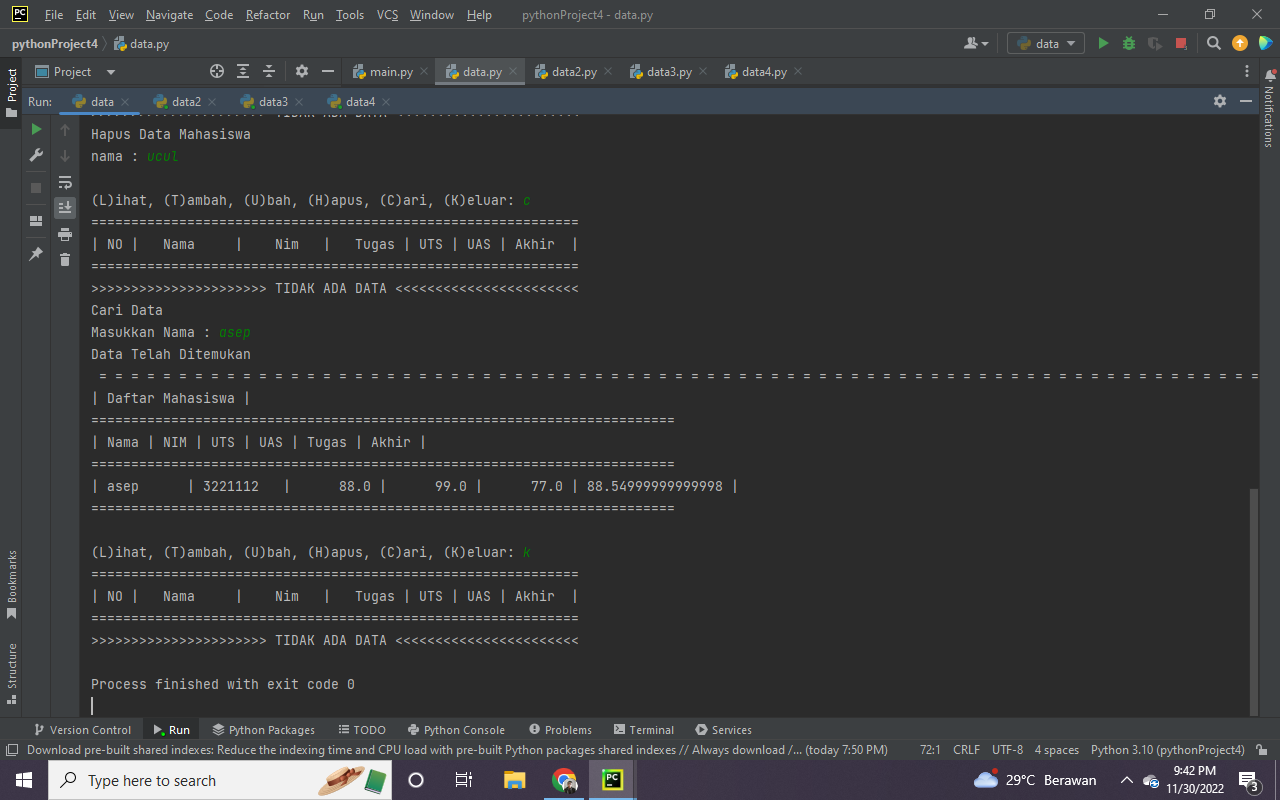 PC File Edit View Navigate Code Refactor Run Tools VCS Window Help pythonProject4 - data.py
pythonProject4 data.py data
Project Project main.py data.py data2.py data3.py data4.py
Notifications
Run: data data2 data3 data4
TIDAK ADA DATA
Hapus Data Mahasiswa
nama : ucul
(L)ihat, (T)ambah, (U)bah, (H)apus, (C)ari, (K)eluar: c
=============================================================
| NO |   Nama     |    Nim   |   Tugas | UTS | UAS | Akhir  |
=============================================================
>>>>>>>>>>>>>>>>>>>>>> TIDAK ADA DATA <<<<<<<<<<<<<<<<<<<<<<<
Cari Data
Masukkan Nama : asep
Data Telah Ditemukan
= = = = = = = = = = = = = = = = = = = = = = = = = = = = = = = = = = = = = = = = = = = = = = = = = = = = = = = = = = = = = = = = = = = = = = = = =
| Daftar Mahasiswa |
=========================================================================
| Nama | NIM | UTS | UAS | Tugas | Akhir |
=========================================================================
| asep      | 3221112   |      88.0 |      99.0 |      77.0 | 88.54999999999998 |
=========================================================================
(L)ihat, (T)ambah, (U)bah, (H)apus, (C)ari, (K)eluar: k
=============================================================
| NO |   Nama     |    Nim   |   Tugas | UTS | UAS | Akhir  |
=============================================================
>>>>>>>>>>>>>>>>>>>>>> TIDAK ADA DATA <<<<<<<<<<<<<<<<<<<<<<<
Process finished with exit code 0
Bookmarks
Structure
Version Control Run Python Packages TODO Python Console Problems Terminal Services
Download pre-built shared indexes: Reduce the indexing time and CPU load with pre-built Python packages shared indexes // Always download /... (today 7:50 PM) 72:1 CRLF UTF-8 4 spaces Python 3.10 (pythonProject4)
Type here to search PC 29°C Berawan 9:42 PM
11/30/2022 3